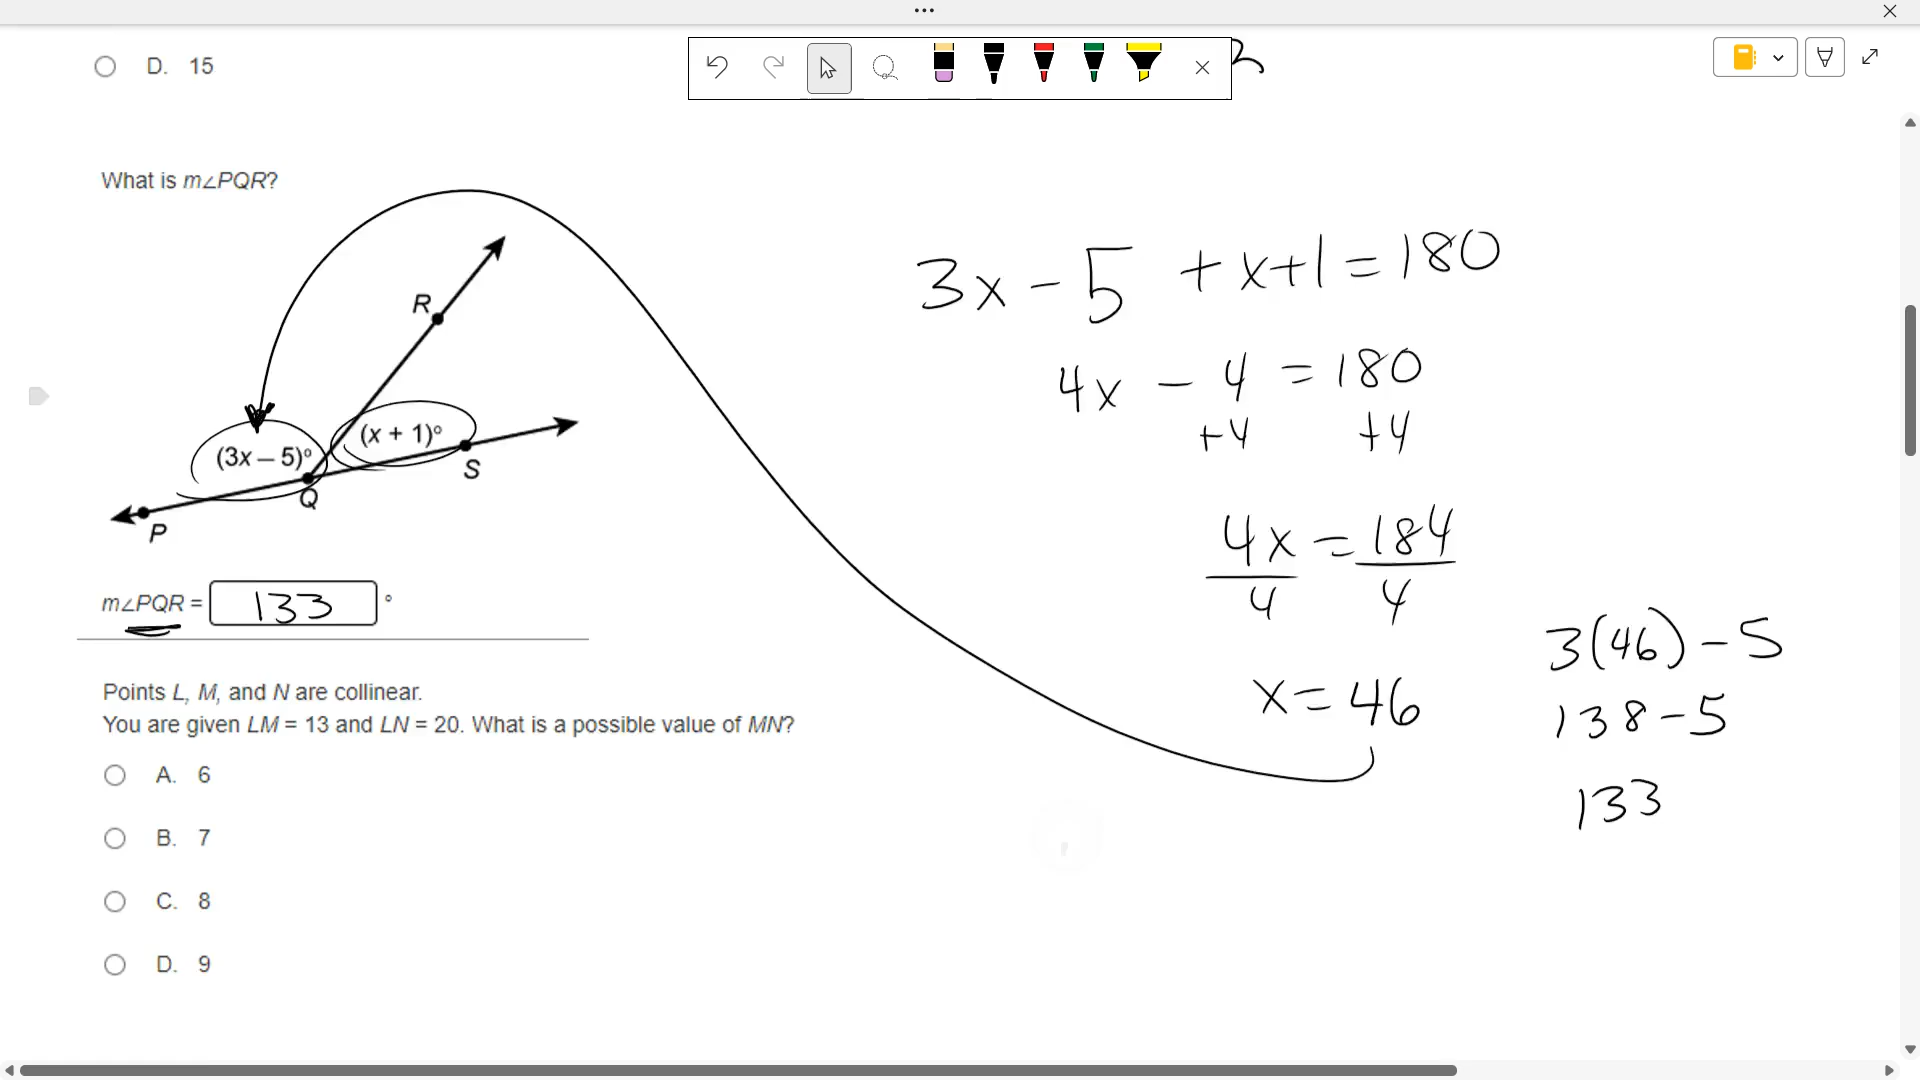 D. 15
What is m∠PQR?
R
(3x – 5)°
(x + 1)°
S
Q
P
m∠PQR = 133 °
3x - 5 + x + 1 = 180
4x - 4 = 180
+4 +4
4x = 184
4 4
x = 46
3(46) - 5
138 - 5
133
Points L, M, and N are collinear.
You are given LM = 13 and LN = 20. What is a possible value of MN?
A. 6
B. 7
C. 8
D. 9